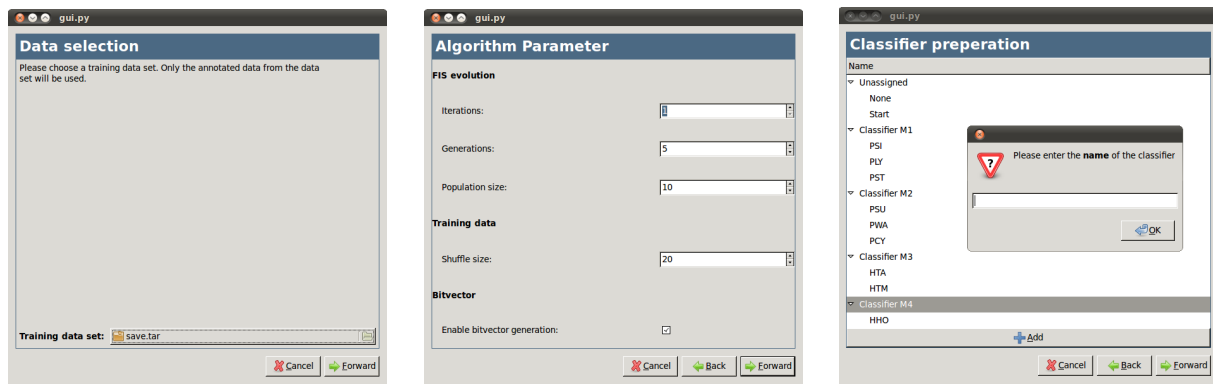 gui.py
Data selection
Please choose a training data set. Only the annotated data from the data
set will be used.
Training data set: save.tar
Cancel Forward
gui.py
Algorithm Parameter
FIS evolution
Iterations: 1
Generations: 5
Population size: 10
Training data
Shuffle size: 20
Bitvector
Enable bitvector generation:
Cancel Back Forward
gui.py
Classifier preperation
Name
Unassigned
None
Start
Classifier M1
PSI
PLY
PST
Classifier M2
PSU
PWA
PCY
Classifier M3
HTA
HTM
Classifier M4
HHO
Add
Please enter the name of the classifier
OK
Cancel Back Forward